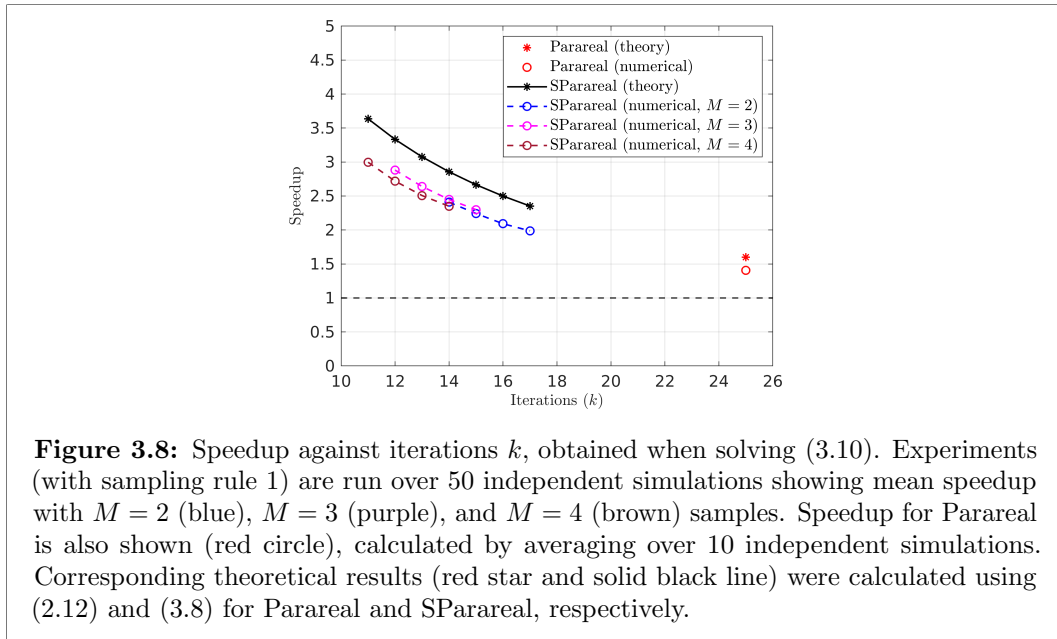 5
4.5
4
3.5
3
2.5
2
1.5
1
0.5
0
Speedup
Parareal (theory)
Parareal (numerical)
SParareal (theory)
SParareal (numerical, M = 2)
SParareal (numerical, M = 3)
SParareal (numerical, M = 4)
10 12 14 16 18 20 22 24 26
Iterations (k)
Figure 3.8: Speedup against iterations k, obtained when solving (3.10). Experiments
(with sampling rule 1) are run over 50 independent simulations showing mean speedup
with M = 2 (blue), M = 3 (purple), and M = 4 (brown) samples. Speedup for Parareal
is also shown (red circle), calculated by averaging over 10 independent simulations.
Corresponding theoretical results (red star and solid black line) were calculated using
(2.12) and (3.8) for Parareal and SParareal, respectively.